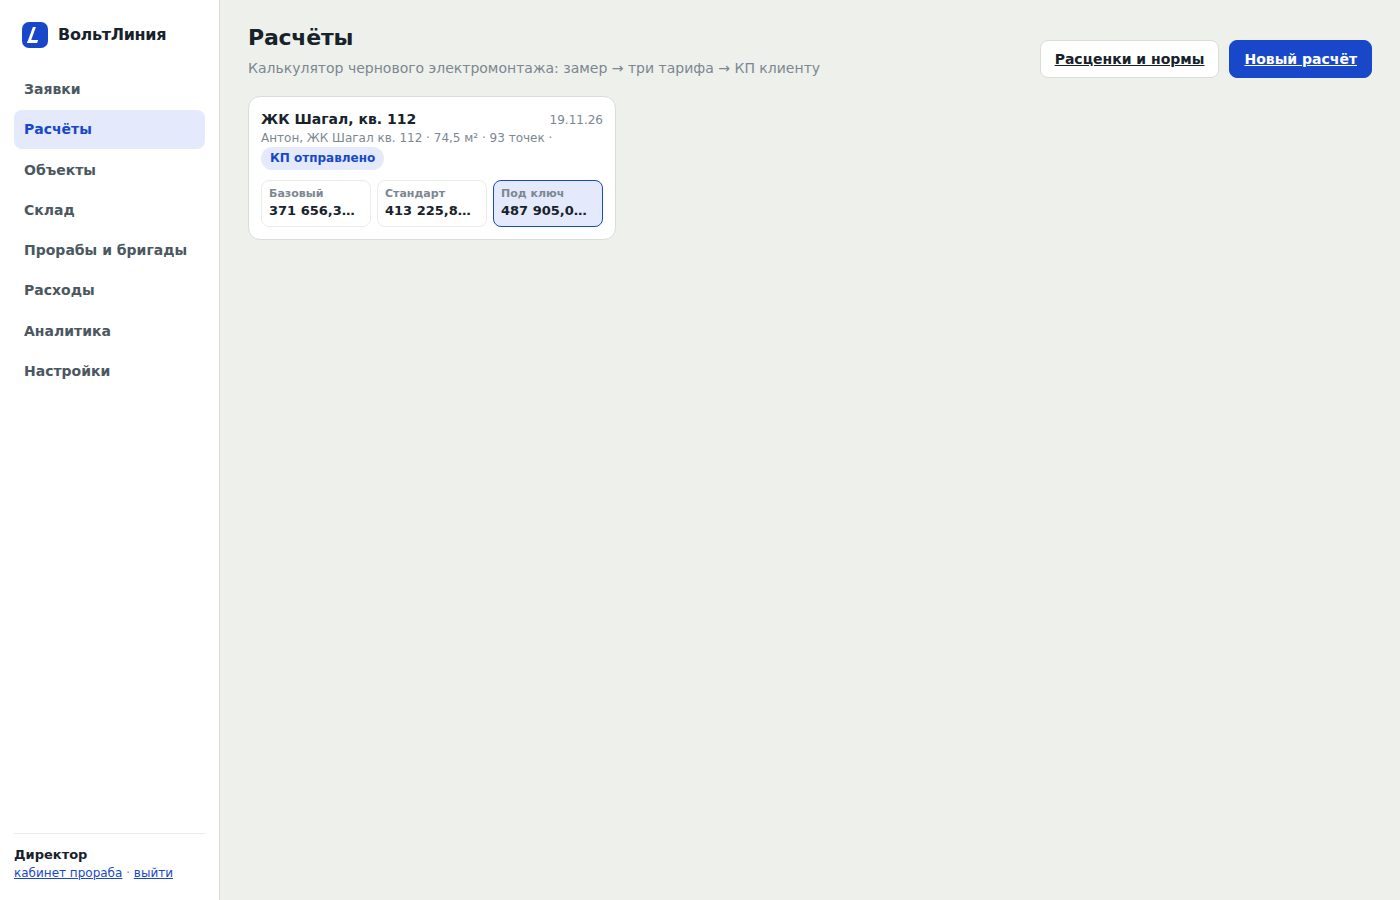 ВольтЛиния
Заявки
Расчёты
Объекты
Склад
Прорабы и бригады
Расходы
Аналитика
Настройки
Директор
кабинет прораба · выйти
Расчёты
Калькулятор чернового электромонтажа: замер → три тарифа → КП клиенту
Расценки и нормы
Новый расчёт
ЖК Шагал, кв. 112
19.11.26
Антон, ЖК Шагал кв. 112 · 74,5 м² · 93 точек ·
КП отправлено
Базовый
371 656,3…
Стандарт
413 225,8…
Под ключ
487 905,0…